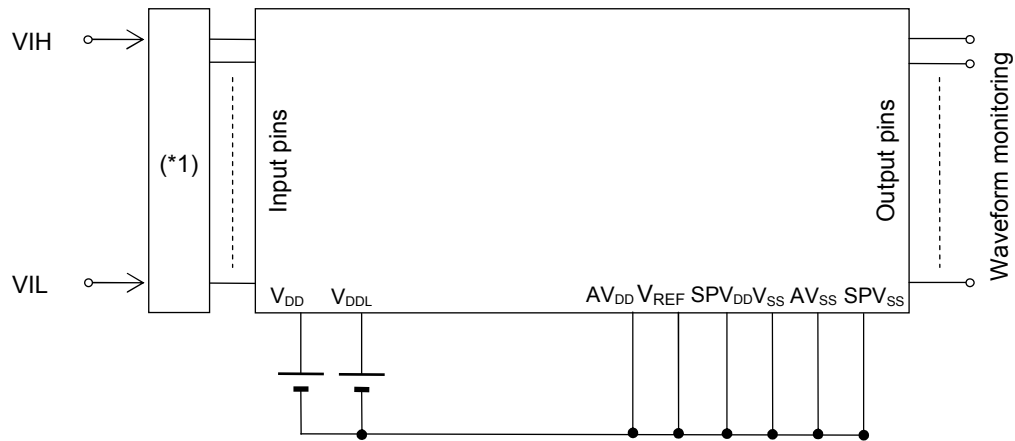 VIH
VIL
(*1)
Input pins
Output pins
Waveform monitoring
VDD VDDL AVDD VREF SPVDD VSS AVSS SPVSS